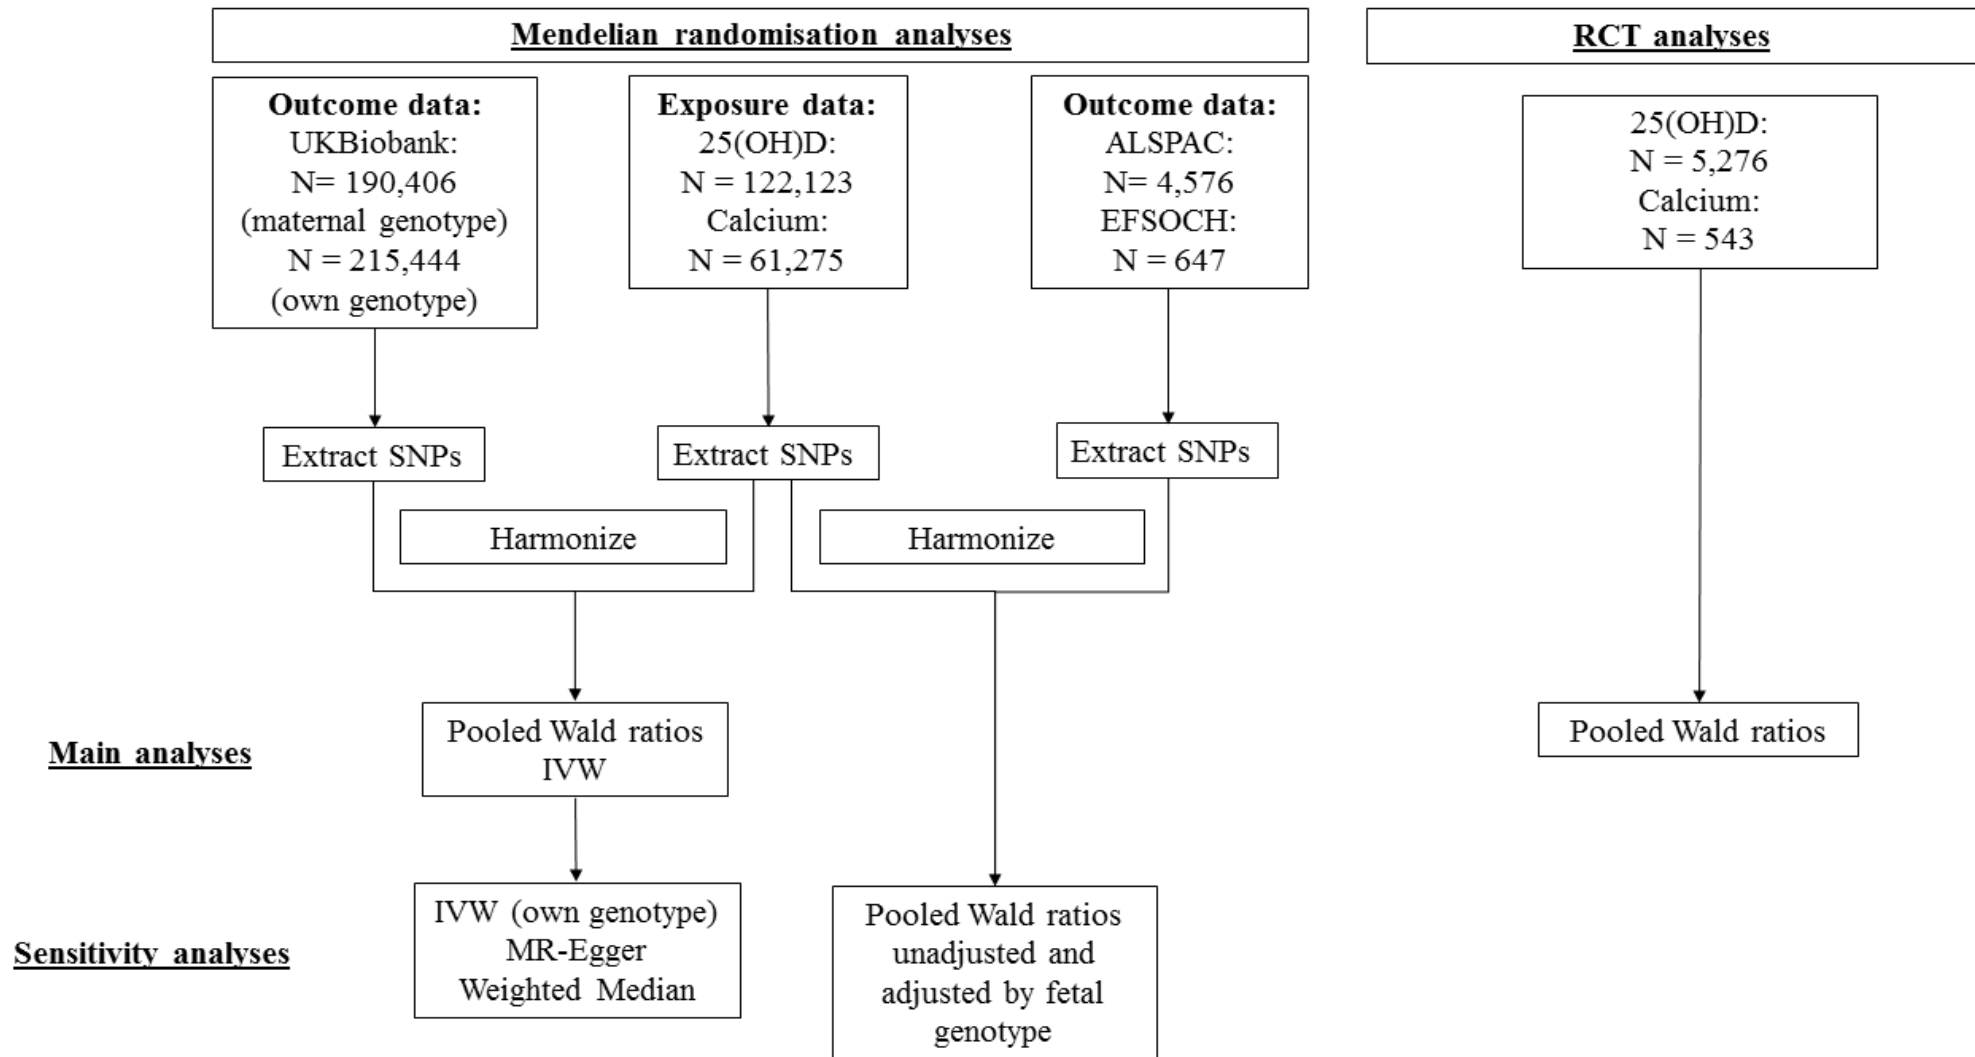 Mendelian randomisation analyses
RCT analyses
Outcome data:
UKBiobank:
N= 190,406
(maternal genotype)
N = 215,444
(own genotype)
Exposure data:
25(OH)D:
N = 122,123
Calcium:
N = 61,275
Outcome data:
ALSPAC:
N= 4,576
EFSOCH:
N = 647
25(OH)D:
N = 5,276
Calcium:
N = 543
Extract SNPs
Extract SNPs
Extract SNPs
Harmonize
Harmonize
Main analyses
Pooled Wald ratios
IVW
Pooled Wald ratios
Sensitivity analyses
IVW (own genotype)
MR-Egger
Weighted Median
Pooled Wald ratios
unadjusted and
adjusted by fetal
genotype